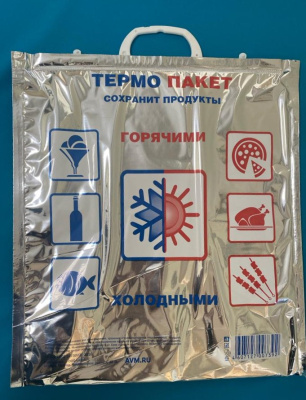 ТЕРМО ПАКЕТ
СОХРАНИТ ПРОДУКТЫ
ГОРЯЧИМИ
ХОЛОДНЫМИ
AVM.RU